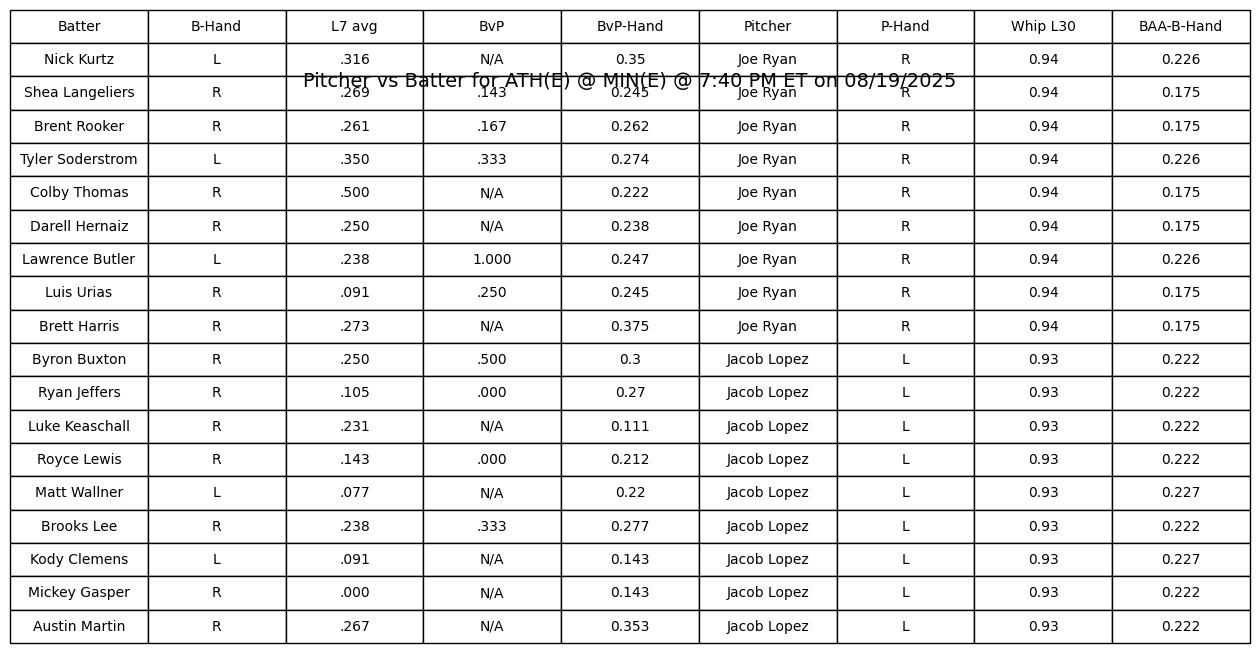 Batter B-Hand L7 avg BvP BvP-Hand Pitcher P-Hand Whip L30 BAA-B-Hand
Nick Kurtz L .316 N/A 0.35 Joe Ryan R 0.94 0.226
Pitcher vs Batter for ATH(E) @ MIN(E) @ 7:40 PM ET on 08/19/2025
Shea Langeliers R .269 .143 0.245 Joe Ryan R 0.94 0.175
Brent Rooker R .261 .167 0.262 Joe Ryan R 0.94 0.175
Tyler Soderstrom L .350 .333 0.274 Joe Ryan R 0.94 0.226
Colby Thomas R .500 N/A 0.222 Joe Ryan R 0.94 0.175
Darell Hernaiz R .250 N/A 0.238 Joe Ryan R 0.94 0.175
Lawrence Butler L .238 1.000 0.247 Joe Ryan R 0.94 0.226
Luis Urias R .091 .250 0.245 Joe Ryan R 0.94 0.175
Brett Harris R .273 N/A 0.375 Joe Ryan R 0.94 0.175
Byron Buxton R .250 .500 0.3 Jacob Lopez L 0.93 0.222
Ryan Jeffers R .105 .000 0.27 Jacob Lopez L 0.93 0.222
Luke Keaschall R .231 N/A 0.111 Jacob Lopez L 0.93 0.222
Royce Lewis R .143 .000 0.212 Jacob Lopez L 0.93 0.222
Matt Wallner L .077 N/A 0.22 Jacob Lopez L 0.93 0.227
Brooks Lee R .238 .333 0.277 Jacob Lopez L 0.93 0.222
Kody Clemens L .091 N/A 0.143 Jacob Lopez L 0.93 0.227
Mickey Gasper R .000 N/A 0.143 Jacob Lopez L 0.93 0.222
Austin Martin R .267 N/A 0.353 Jacob Lopez L 0.93 0.222